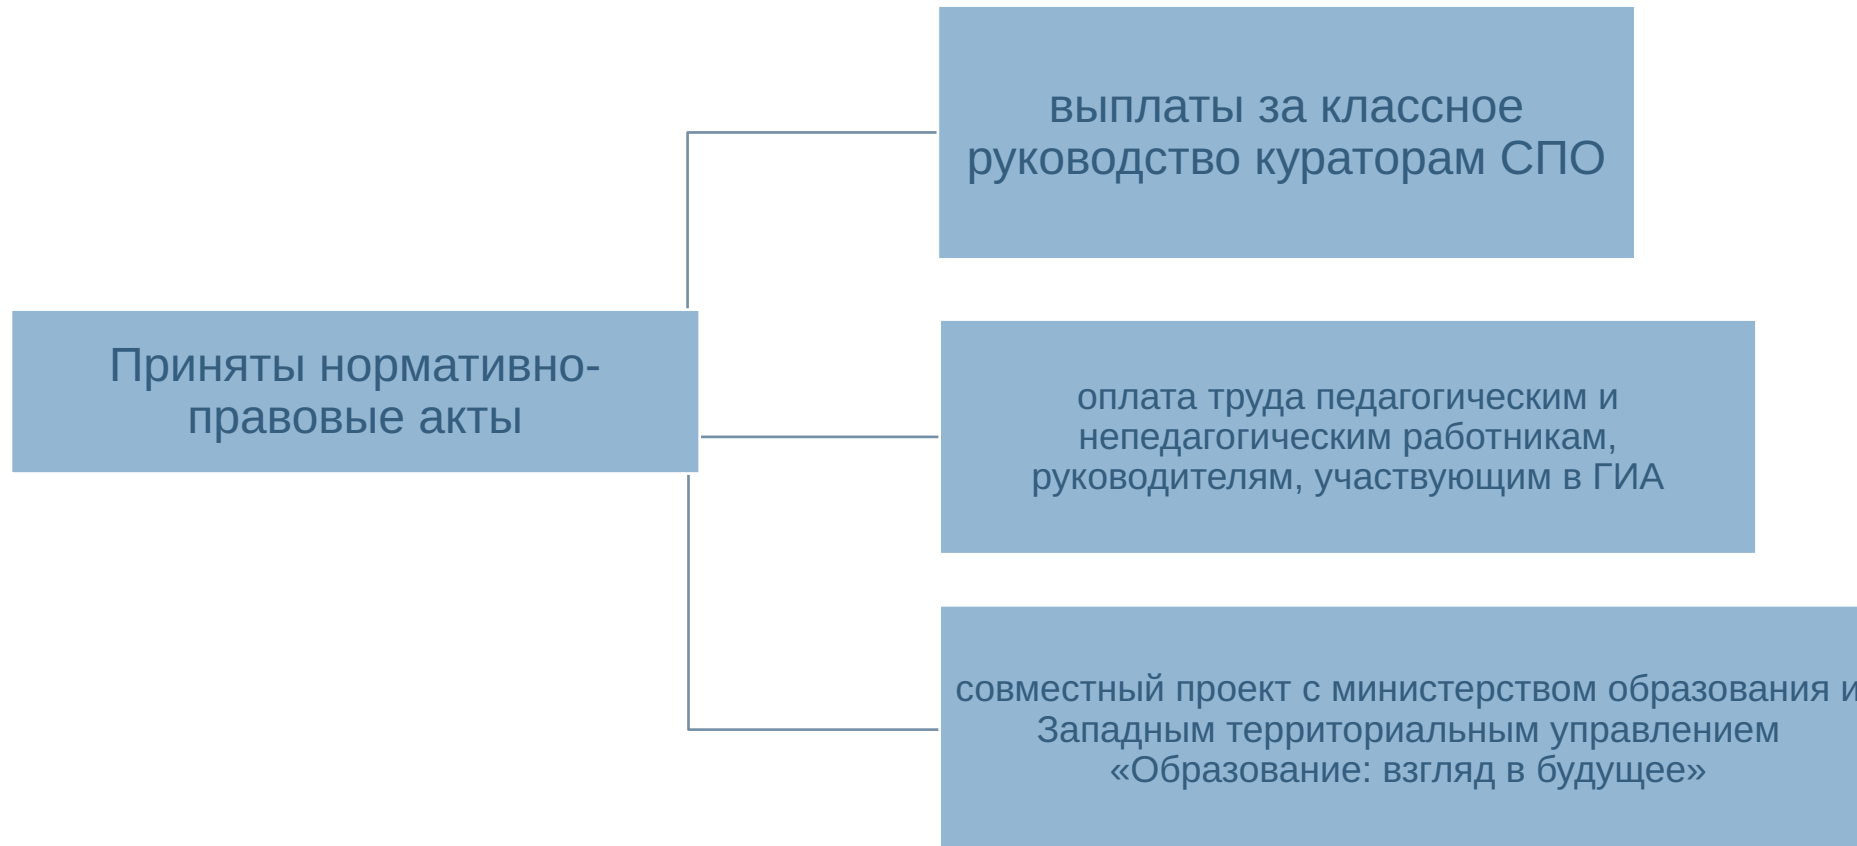 выплаты за классное
руководство кураторам СПО
Приняты нормативно-
правовые акты
оплата труда педагогическим и
непедагогическим работникам,
руководителям, участвующим в ГИА
совместный проект с министерством образования и
Западным территориальным управлением
«Образование: взгляд в будущее»